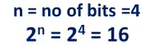 n = no of bits =4
2ⁿ = 2⁴ = 16